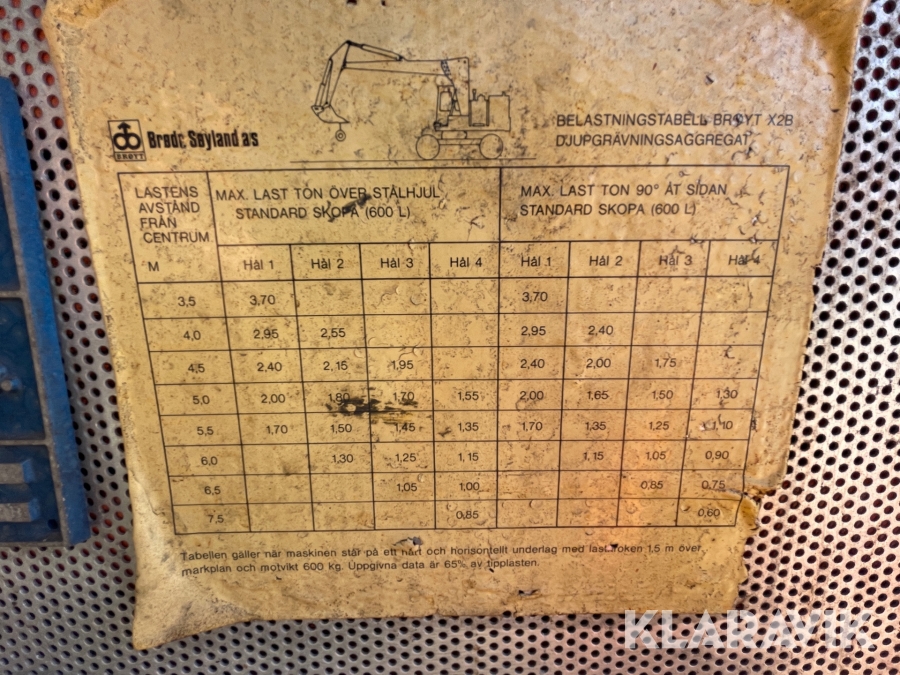 BRØYT
Brødr. Søyland a/s
BELASTNINGSTABELL BRØYT X2B
DJUPGRÄVNINGSAGGREGAT
LASTENS AVSTÅND FRÅN CENTRUM M
MAX. LAST TON ÖVER STÅLHJUL
STANDARD SKOPA (600 L)
MAX. LAST TON 90° ÅT SIDAN
STANDARD SKOPA (600 L)
Hål 1 Hål 2 Hål 3 Hål 4 Hål 1 Hål 2 Hål 3 Hål 4
3,5 3,70 3,70
4,0 2,95 2,55 2,95 2,40
4,5 2,40 2,15 1,95 2,40 2,00 1,75
5,0 2,00 1,80 1,70 1,55 2,00 1,65 1,50 1,30
5,5 1,70 1,50 1,45 1,35 1,70 1,35 1,25 1,10
6,0 1,30 1,25 1,15 1,15 1,05 0,90
6,5 1,05 1,00 0,85 0,75
7,5 0,85 0,60
Tabellen gäller när maskinen står på ett hårt och horisontellt underlag med lastkroken 1,5 m över
markplan och motvikt 600 kg. Uppgivna data är 65% av tipplasten.
KLARAVIK